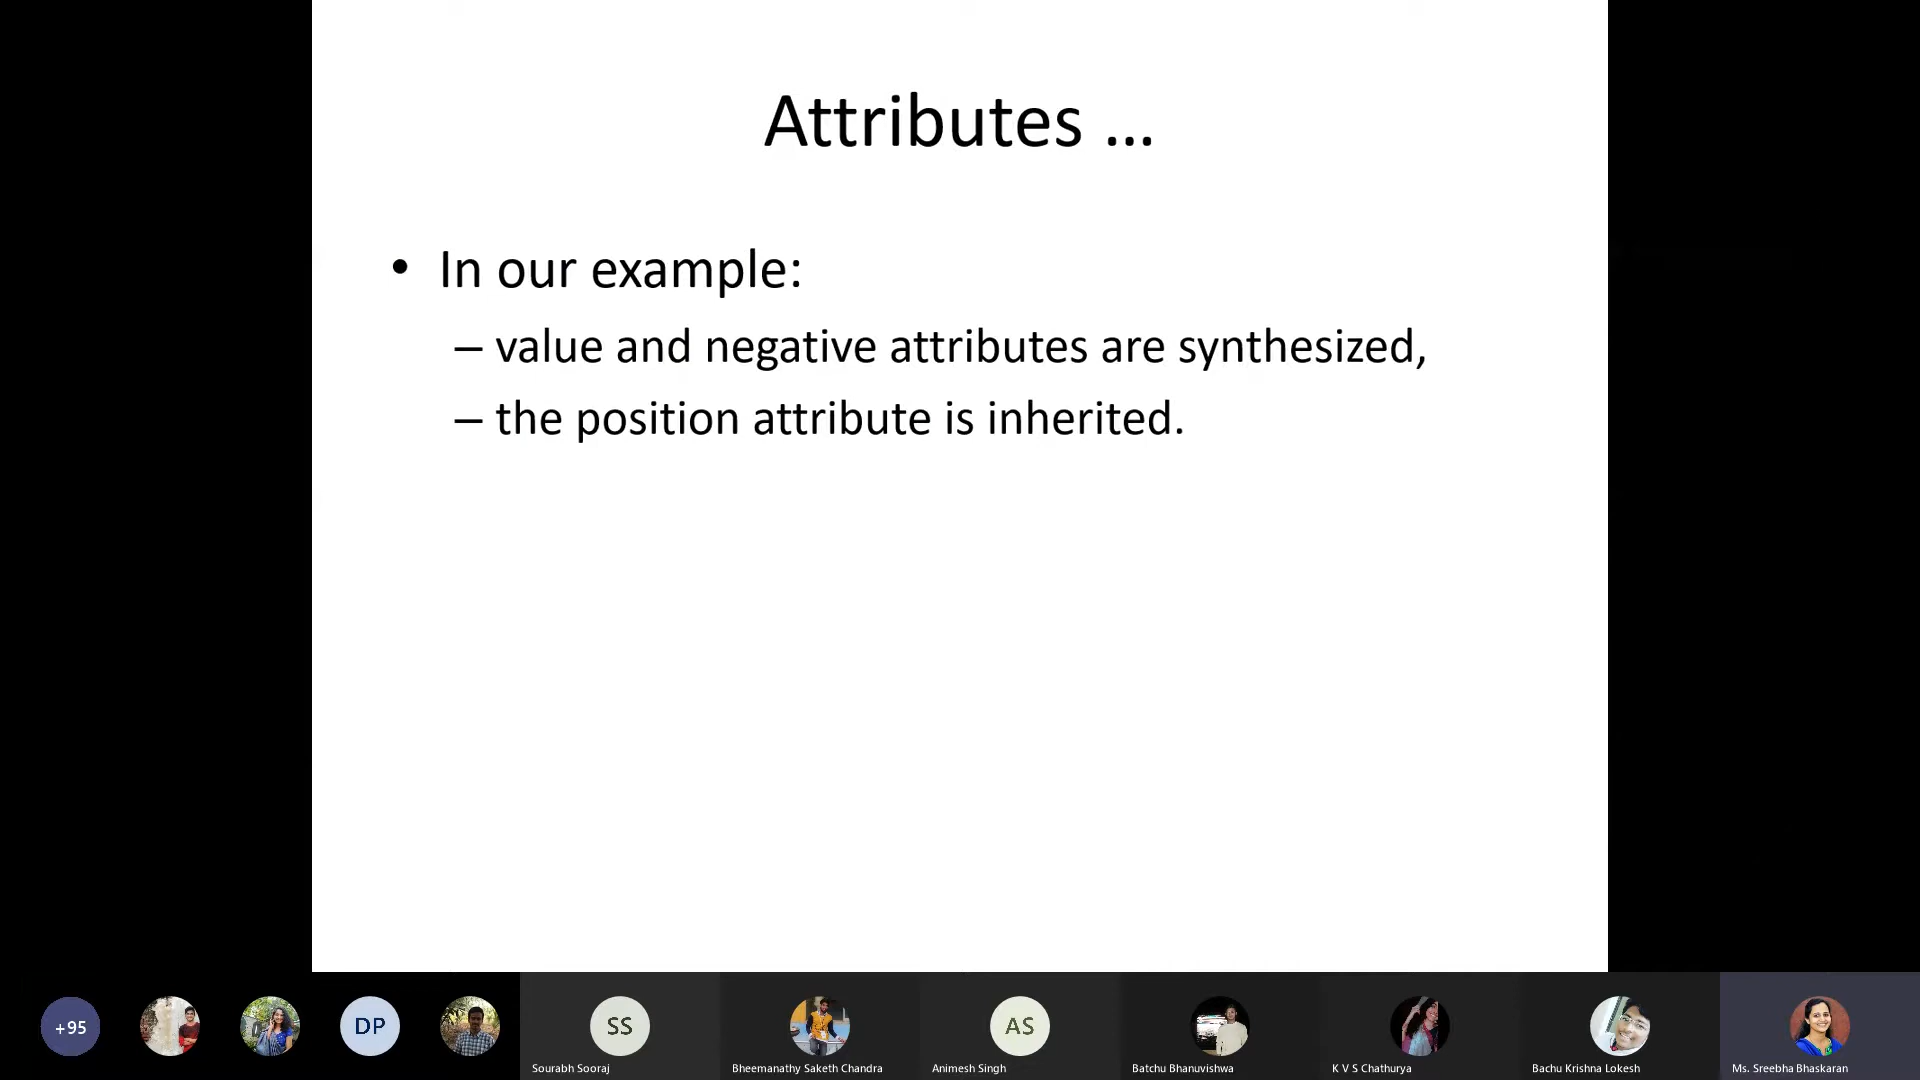 Attributes ...
• In our example:
– value and negative attributes are synthesized,
– the position attribute is inherited.
+95
DP
SS
AS
Sourabh Sooraj
Bheemanathy Saketh Chandra
Animesh Singh
Batchu Bhanuvishwa
K V S Chathurya
Bachu Krishna Lokesh
Ms. Sreebha Bhaskaran